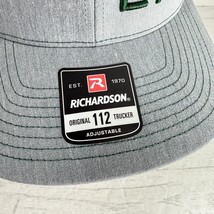 EST. R 1970
RICHARDSON®
ORIGINAL 112 TRUCKER
ADJUSTABLE